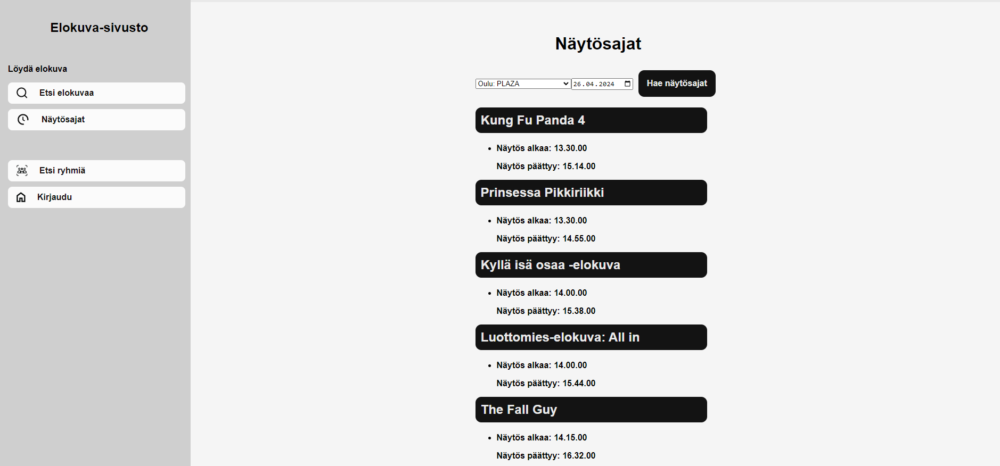 Elokuva-sivusto
Löydä elokuva
Etsi elokuvaa
Näytösajat
Etsi ryhmiä
Kirjaudu
Näytösajat
Oulu: PLAZA 26.04.2024 Hae näytösajat
Kung Fu Panda 4
Näytös alkaa: 13.30.00
Näytös päättyy: 15.14.00
Prinsessa Pikkiriikki
Näytös alkaa: 13.30.00
Näytös päättyy: 14.55.00
Kyllä isä osaa -elokuva
Näytös alkaa: 14.00.00
Näytös päättyy: 15.38.00
Luottomies-elokuva: All in
Näytös alkaa: 14.00.00
Näytös päättyy: 15.44.00
The Fall Guy
Näytös alkaa: 14.15.00
Näytös päättyy: 16.32.00